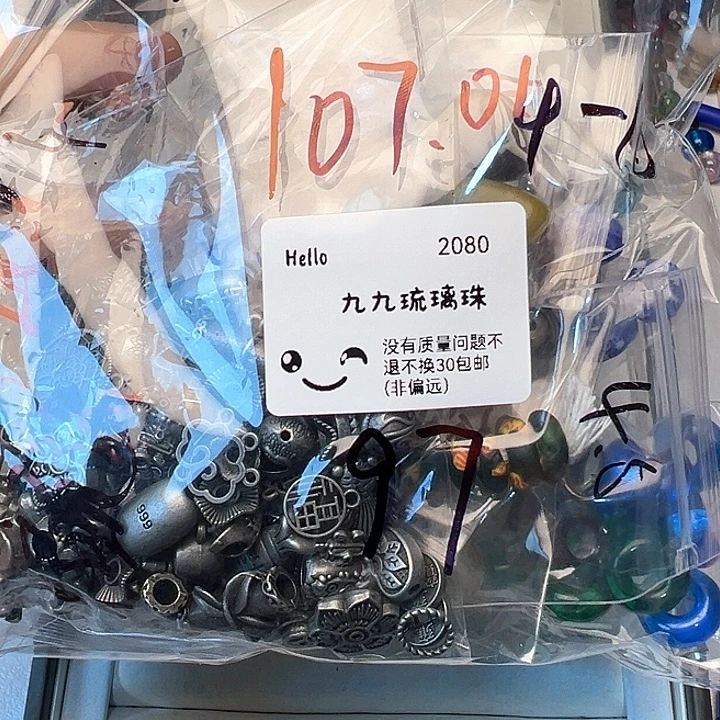 107.04-
Hello
2080
九九琉璃珠
没有质量问题不
退不换30包邮
(非偏远)
97
999